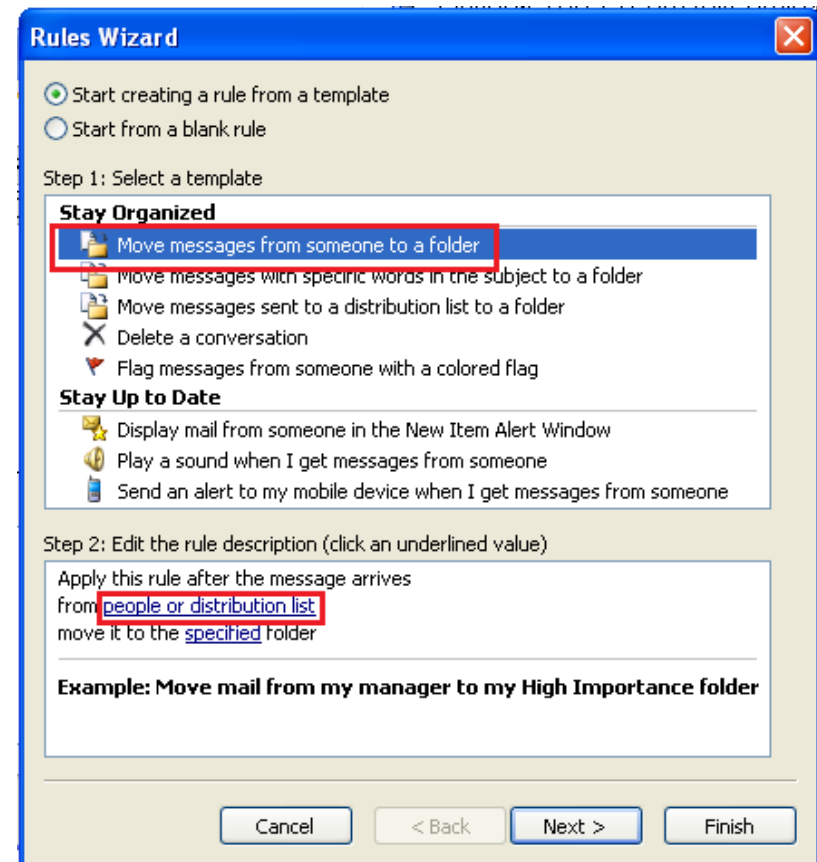 Rules Wizard
Start creating a rule from a template
Start from a blank rule
Step 1: Select a template
Stay Organized
Move messages from someone to a folder
Move messages with specific words in the subject to a folder
Move messages sent to a distribution list to a folder
Delete a conversation
Flag messages from someone with a colored flag
Stay Up to Date
Display mail from someone in the New Item Alert Window
Play a sound when I get messages from someone
Send an alert to my mobile device when I get messages from someone
Step 2: Edit the rule description (click an underlined value)
Apply this rule after the message arrives
from people or distribution list
move it to the specified folder
Example: Move mail from my manager to my High Importance folder
Cancel < Back Next > Finish